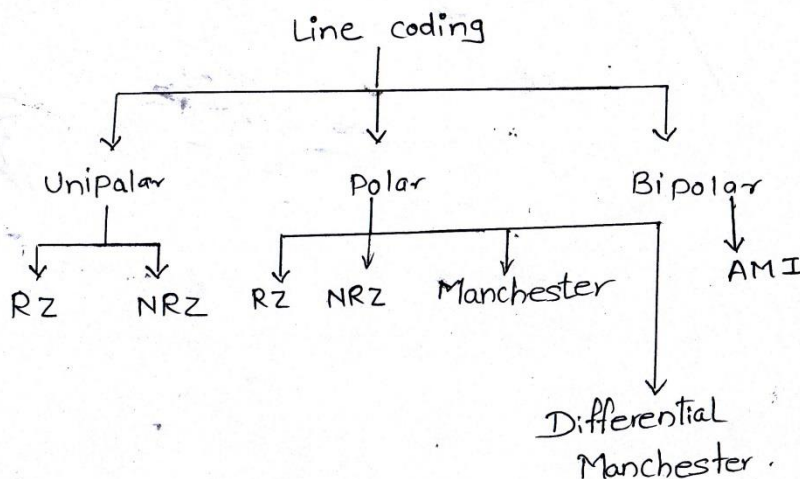 Line coding
Unipalar
Polar
Bipolar
RZ
NRZ
RZ
NRZ
Manchester
AMI
Differential
Manchester.